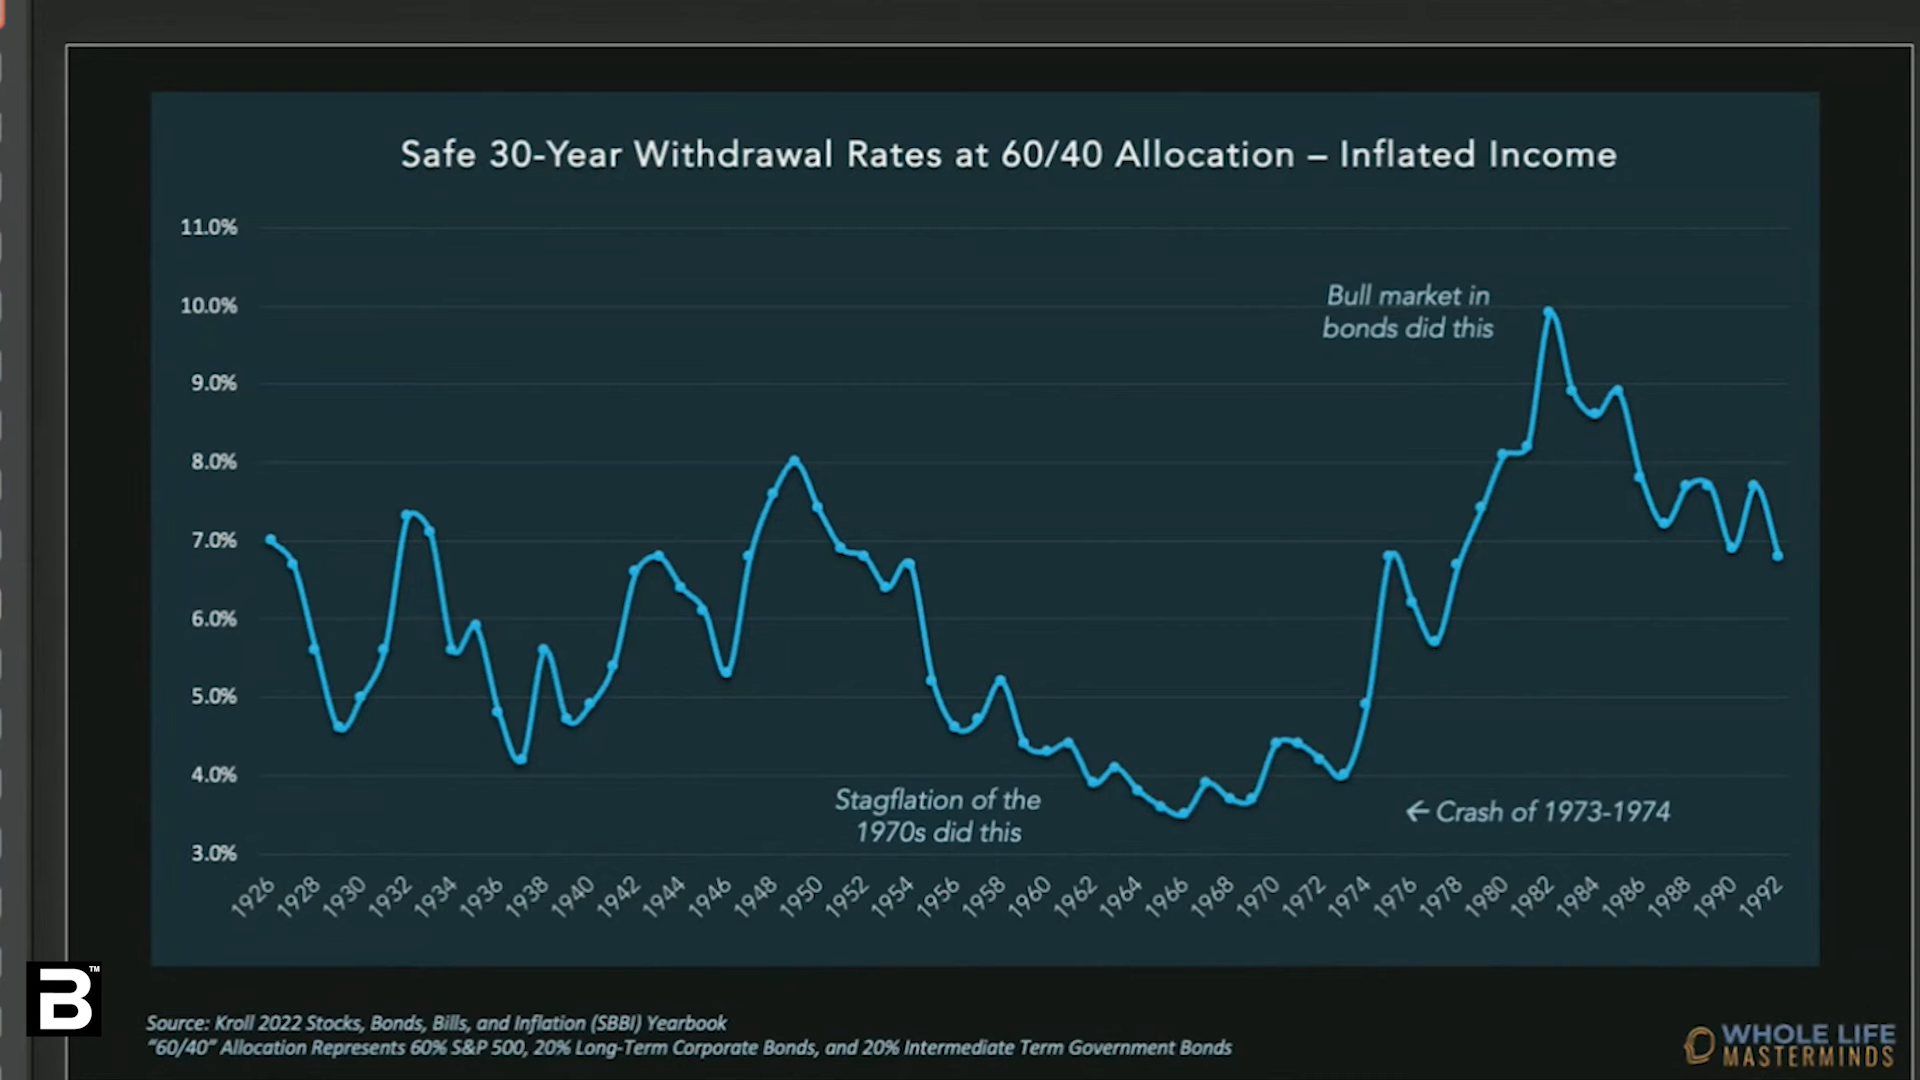 Safe 30-Year Withdrawal Rates at 60/40 Allocation – Inflated Income
11.0%
10.0%
9.0%
8.0%
7.0%
6.0%
5.0%
4.0%
3.0%
Bull market in
bonds did this
Stagflation of the
1970s did this
← Crash of 1973-1974
1926 1928 1930 1932 1934 1936 1938 1940 1942 1944 1946 1948 1950 1952 1954 1956 1958 1960 1962 1964 1966 1968 1970 1972 1974 1976 1978 1980 1982 1984 1986 1988 1990 1992
B™
Source: Kroll 2022 Stocks, Bonds, Bills, and Inflation (SBBI) Yearbook
"60/40" Allocation Represents 60% S&P 500, 20% Long-Term Corporate Bonds, and 20% Intermediate Term Government Bonds
WHOLE LIFE
MASTERMINDS